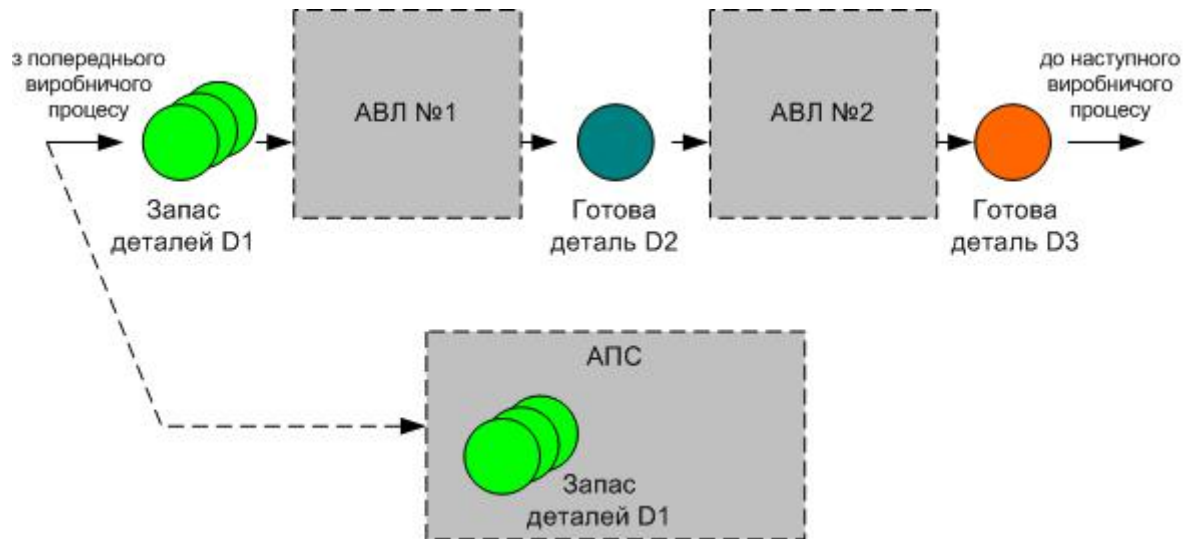 з попереднього
виробничого
процесу
АВЛ №1
АВЛ №2
до наступного
виробничого
процесу
Запас
деталей D1
Готова
деталь D2
Готова
деталь D3
АПС
Запас
деталей D1